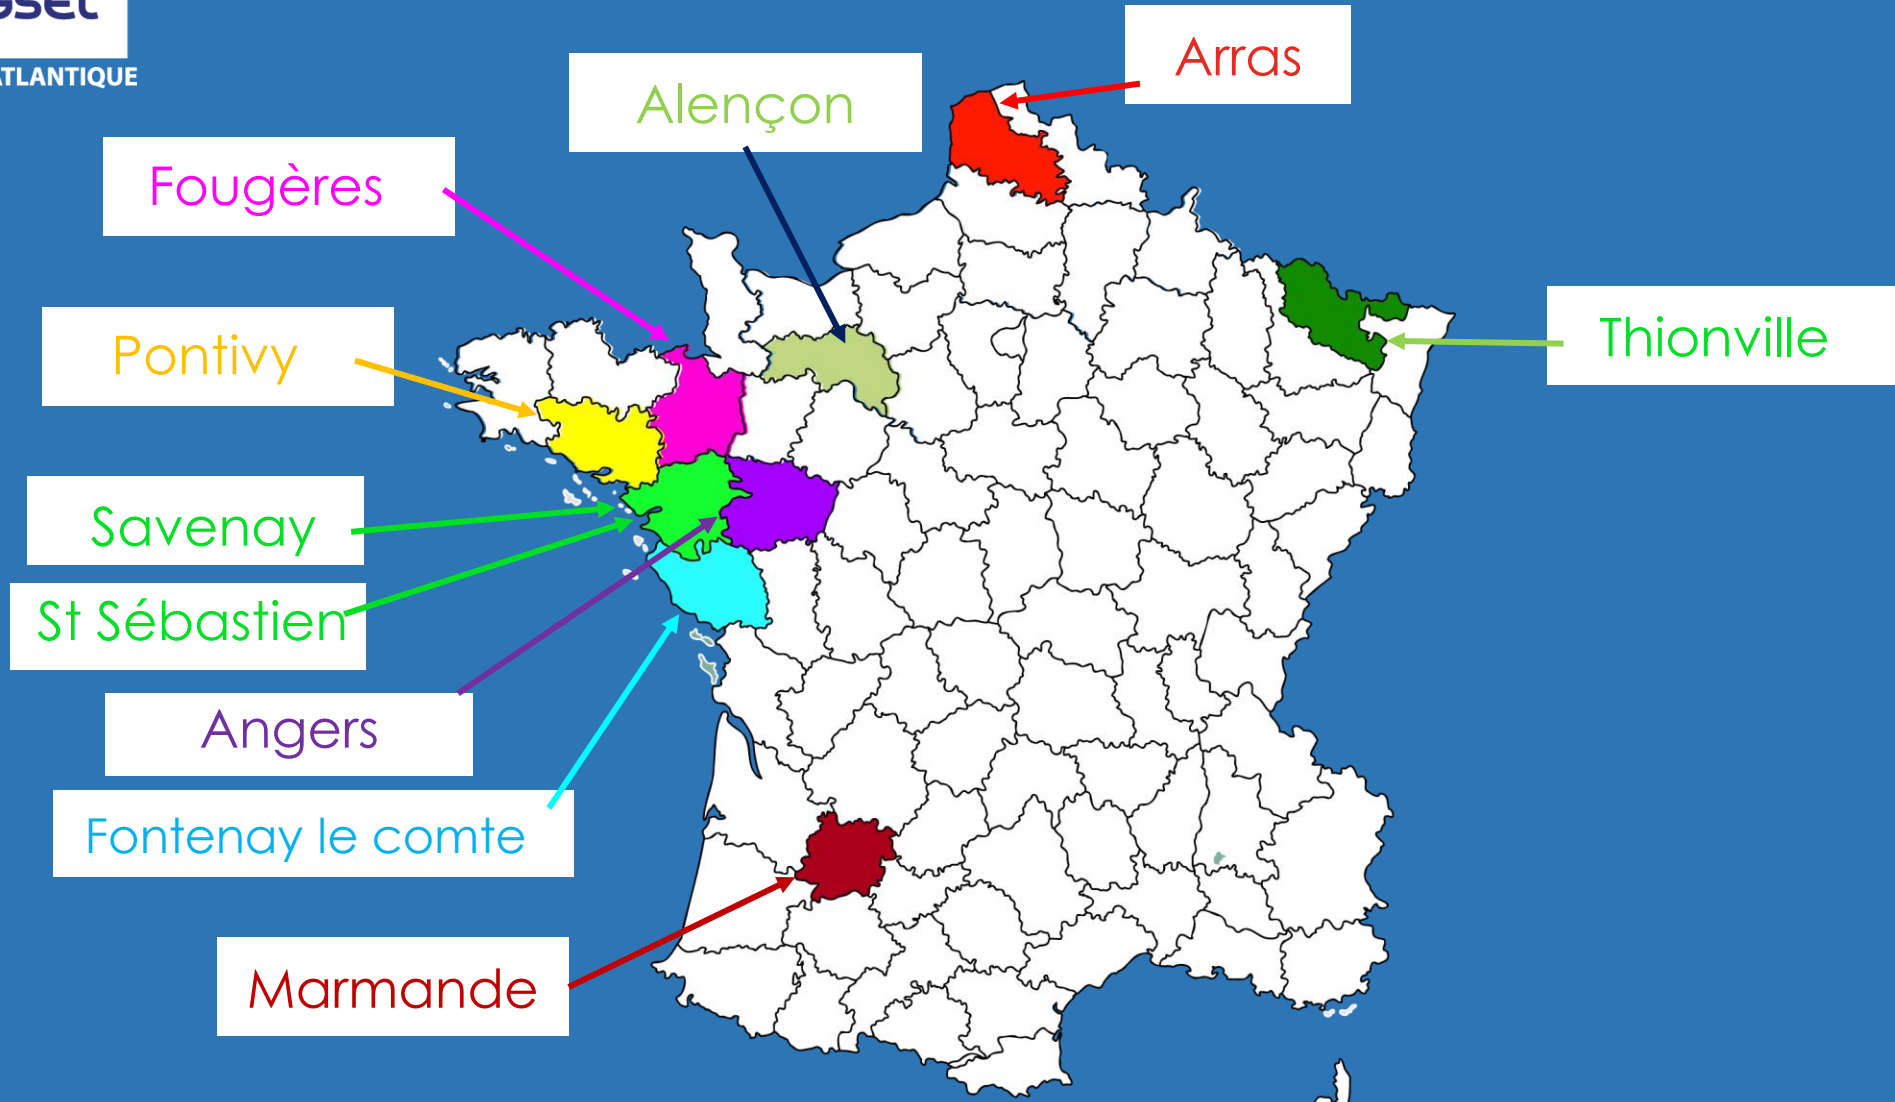 ATLANTIQUE
Arras
Alençon
Fougères
Pontivy
Thionville
Savenay
St Sébastien
Angers
Fontenay le comte
Marmande